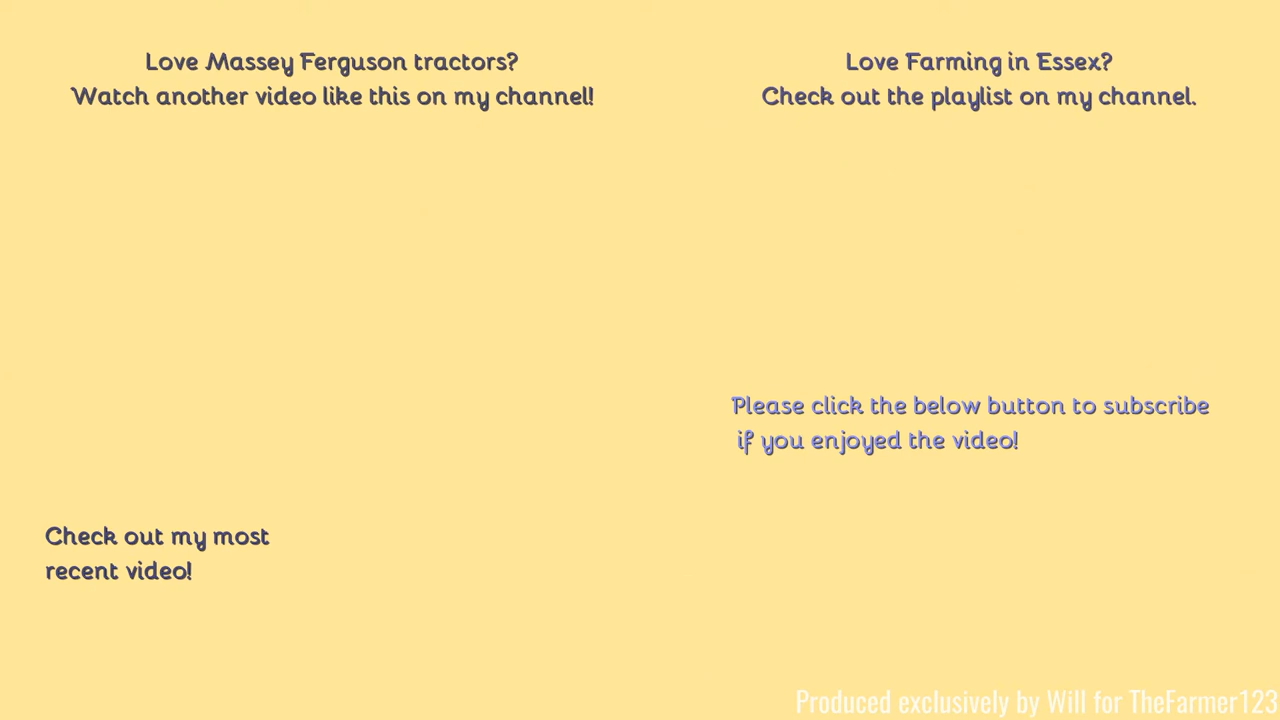 Love Massey Ferguson tractors?
Watch another video like this on my channel!
Love Farming in Essex?
Check out the playlist on my channel.
Please click the below button to subscribe
if you enjoyed the video!
Check out my most
recent video!
Produced exclusively by Will for TheFarmer123